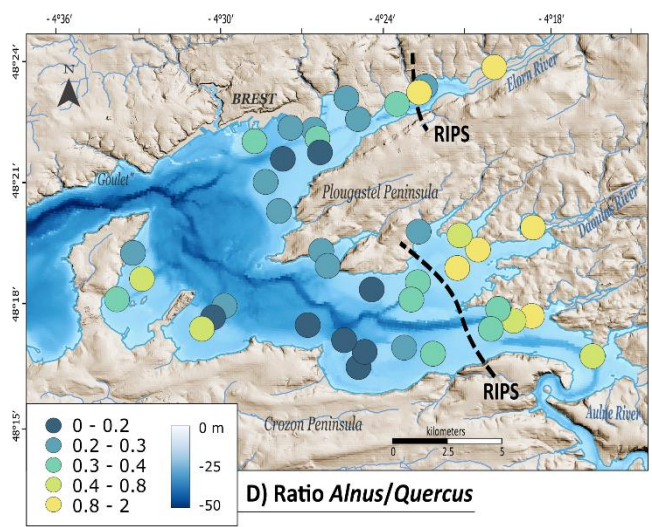 - 4°36'
- 4°30'
- 4°24'
- 4°18'
48°24'
48°21'
48°18'
48°15'
N
BREST
Elorn River
RIPS
"Goulet"
Plougastel Peninsula
Daoulas River
RIPS
Aulne River
Crozon Peninsula
kilometers
0 2.5 5
0 - 0.2
0.2 - 0.3
0.3 - 0.4
0.4 - 0.8
0.8 - 2
0 m
-25
-50
D) Ratio Alnus/Quercus